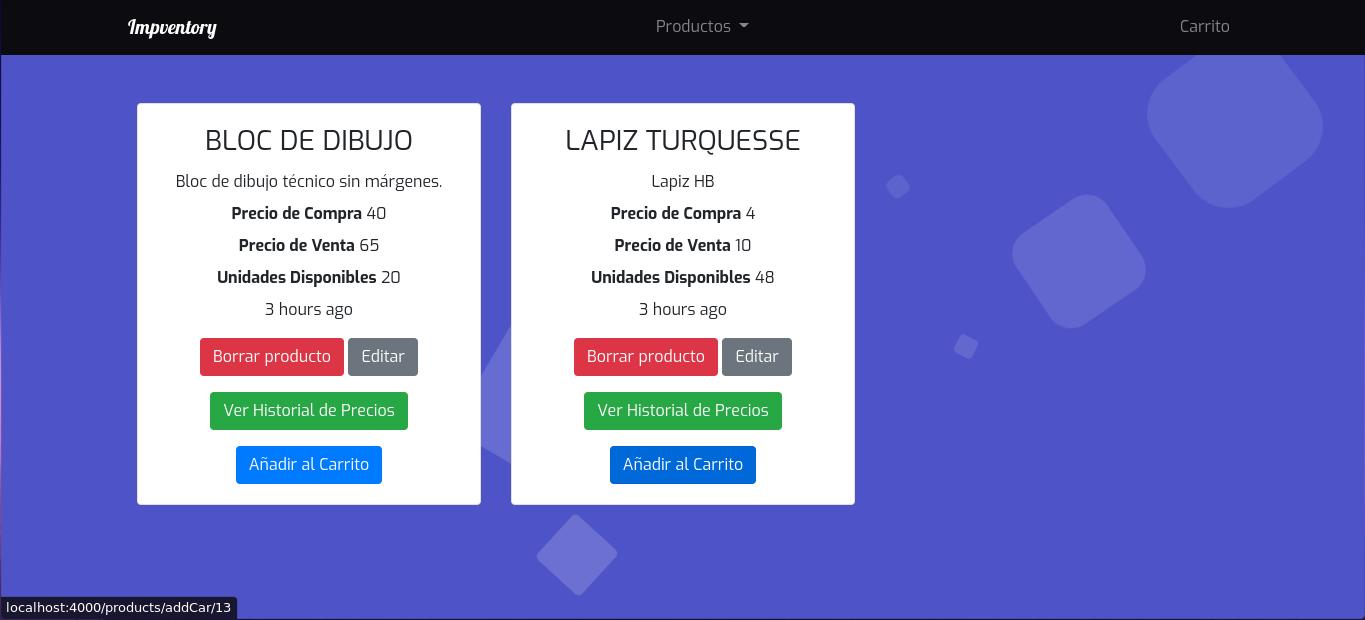 Impventory
Productos
Carrito
BLOC DE DIBUJO
Bloc de dibujo técnico sin márgenes.
Precio de Compra 40
Precio de Venta 65
Unidades Disponibles 20
3 hours ago
Borrar producto
Editar
Ver Historial de Precios
Añadir al Carrito
LAPIZ TURQUESSE
Lapiz HB
Precio de Compra 4
Precio de Venta 10
Unidades Disponibles 48
3 hours ago
Borrar producto
Editar
Ver Historial de Precios
Añadir al Carrito
localhost:4000/products/addCar/13